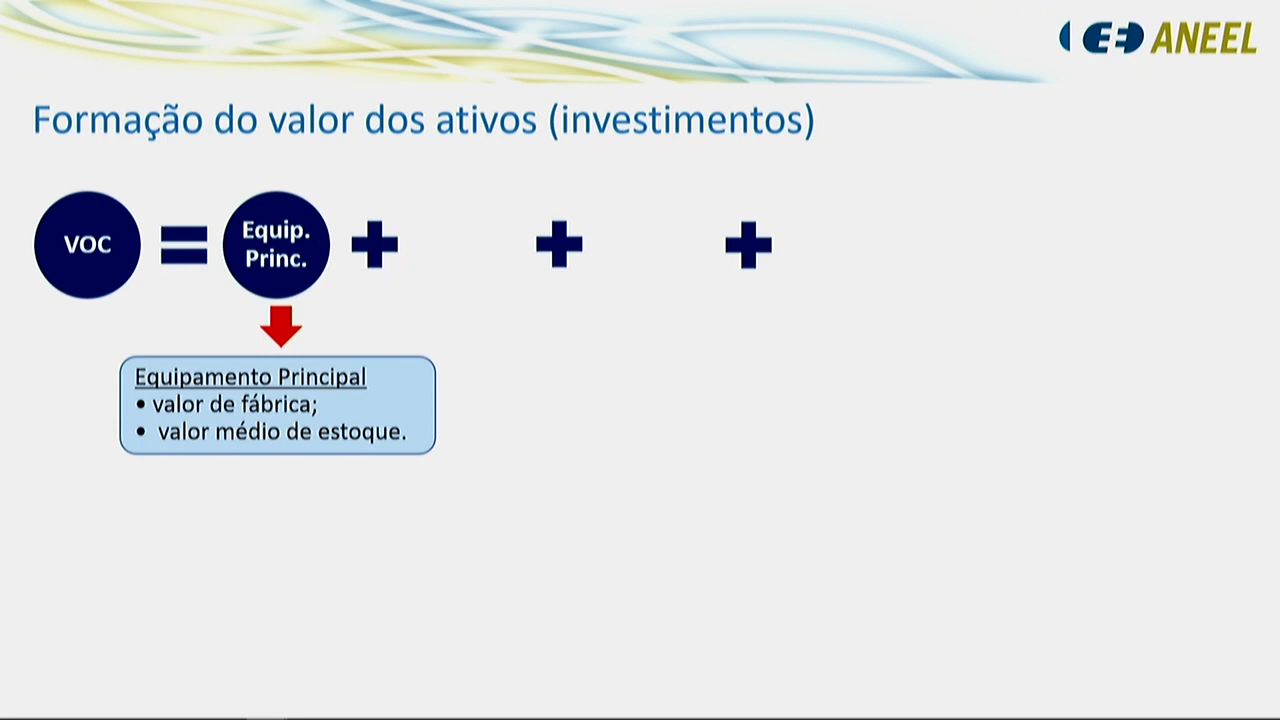 ANEEL
Formação do valor dos ativos (investimentos)
VOC
=
Equip.
Princ.
+
+
+
Equipamento Principal
• valor de fábrica;
• valor médio de estoque.